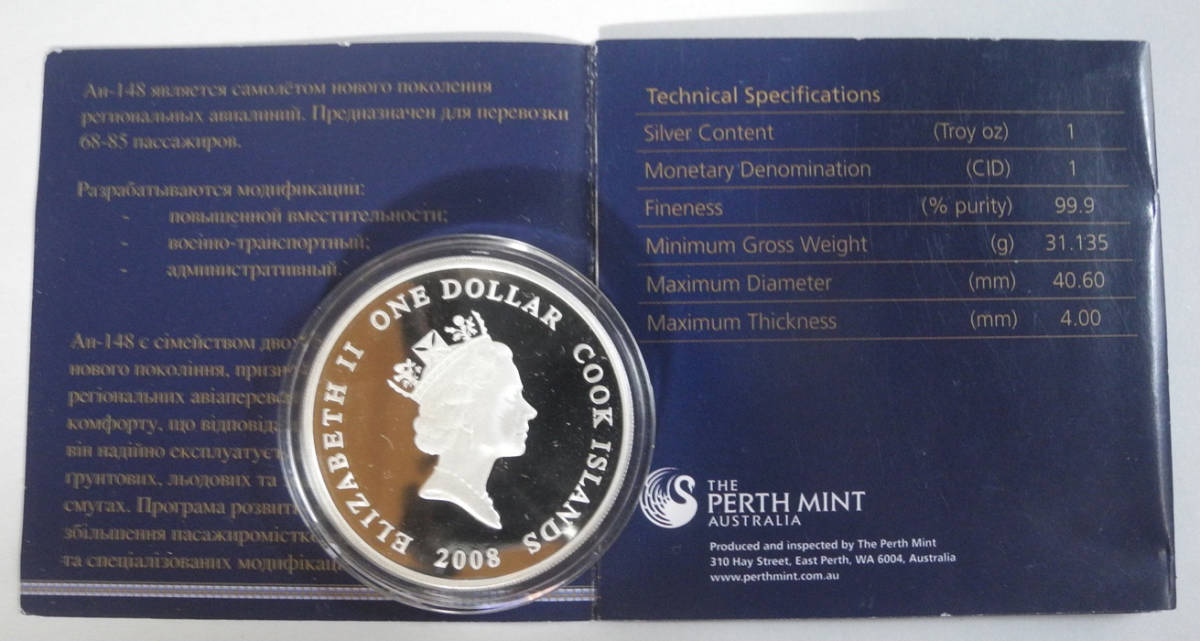 Ан-148 является самолётом нового поколения
региональных авиалиний. Предназначен для перевозки
68-85 пассажиров.
Разрабатываются модификации:
- повышенной вместительности;
- военно-транспортный;
- административный.
Ан-148 є сімейством двох
нового покоління, призн
регіональних авіаперев
комфорту, що відповіда
він надійно експлуатуєт
ґрунтових, льодових та
смугах. Програма розвит
збільшення пасажиромістк
та спеціалізованих модифікац
ELIZABETH II ONE DOLLAR COOK ISLANDS
2008
Technical Specifications
Silver Content (Troy oz) 1
Monetary Denomination (CID) 1
Fineness (% purity) 99.9
Minimum Gross Weight (g) 31.135
Maximum Diameter (mm) 40.60
Maximum Thickness (mm) 4.00
THE
PERTH MINT
AUSTRALIA
Produced and inspected by The Perth Mint
310 Hay Street, East Perth, WA 6004, Australia
www.perthmint.com.au